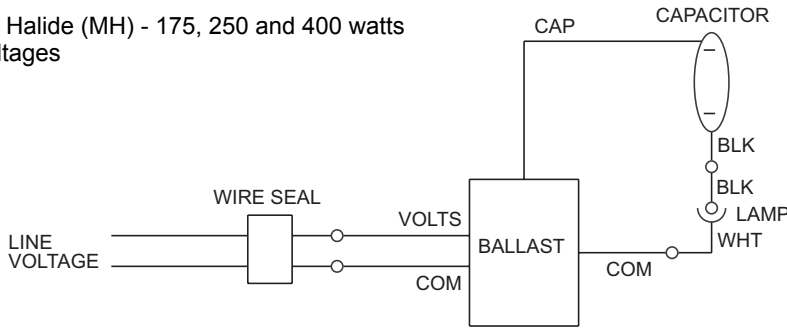 Halide (MH) - 175, 250 and 400 watts
CAPACITOR
CAP
BLK
BLK
WIRE SEAL
LAMP
VOLTS
WHT
LINE
VOLTAGE
BALLAST
COM
COM